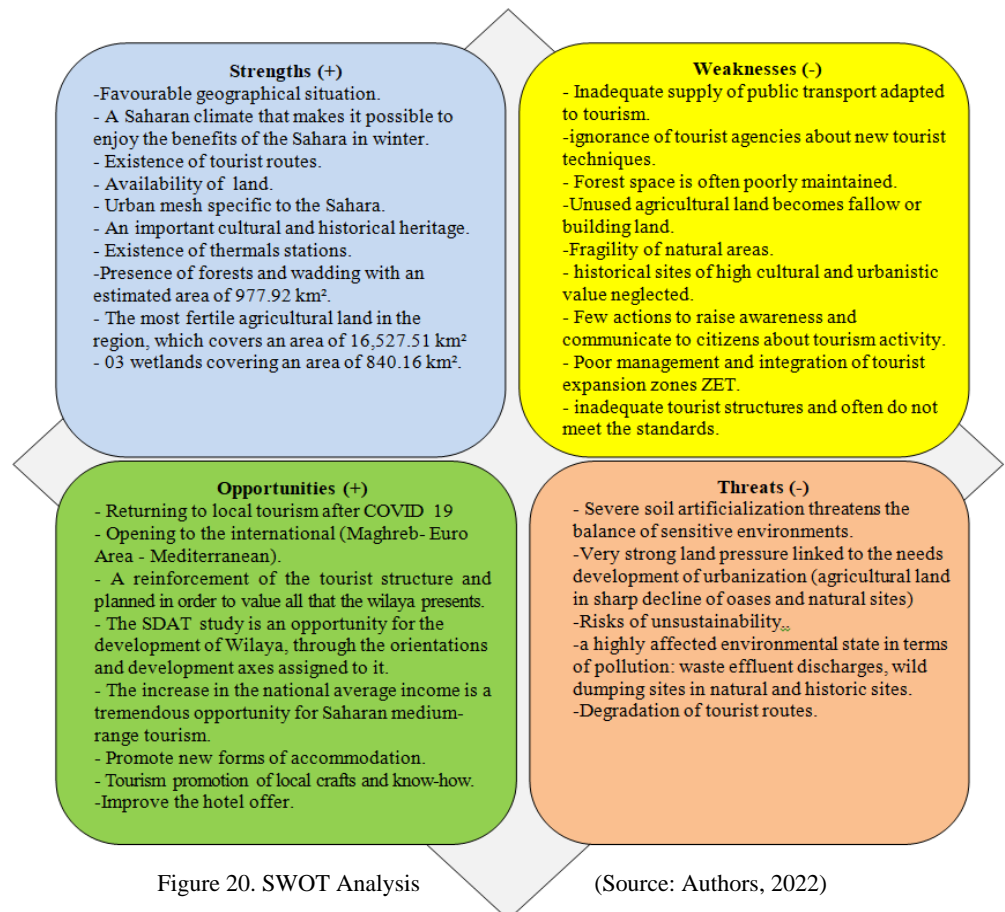 Strengths (+)
-Favourable geographical situation.
- A Saharan climate that makes it possible to
enjoy the benefits of the Sahara in winter.
- Existence of tourist routes.
- Availability of land.
- Urban mesh specific to the Sahara.
- An important cultural and historical heritage.
- Existence of thermals stations.
-Presence of forests and wadding with an
estimated area of 977.92 km².
- The most fertile agricultural land in the
region, which covers an area of 16,527.51 km²
- 03 wetlands covering an area of 840.16 km².
Weaknesses (-)
- Inadequate supply of public transport adapted
to tourism.
-ignorance of tourist agencies about new tourist
techniques.
- Forest space is often poorly maintained.
-Unused agricultural land becomes fallow or
building land.
-Fragility of natural areas.
- historical sites of high cultural and urbanistic
value neglected.
- Few actions to raise awareness and
communicate to citizens about tourism activity.
- Poor management and integration of tourist
expansion zones ZET.
- inadequate tourist structures and often do not
meet the standards.
Opportunities (+)
- Returning to local tourism after COVID 19
- Opening to the international (Maghreb- Euro
Area - Mediterranean).
- A reinforcement of the tourist structure and
planned in order to value all that the wilaya presents.
- The SDAT study is an opportunity for the
development of Wilaya, through the orientations
and development axes assigned to it.
- The increase in the national average income is a
tremendous opportunity for Saharan medium-
range tourism.
- Promote new forms of accommodation.
- Tourism promotion of local crafts and know-how.
-Improve the hotel offer.
Threats (-)
- Severe soil artificialization threatens the
balance of sensitive environments.
-Very strong land pressure linked to the needs
development of urbanization (agricultural land
in sharp decline of oases and natural sites)
-Risks of unsustainability..
-a highly affected environmental state in terms
of pollution: waste effluent discharges, wild
dumping sites in natural and historic sites.
-Degradation of tourist routes.
Figure 20. SWOT Analysis (Source: Authors, 2022)